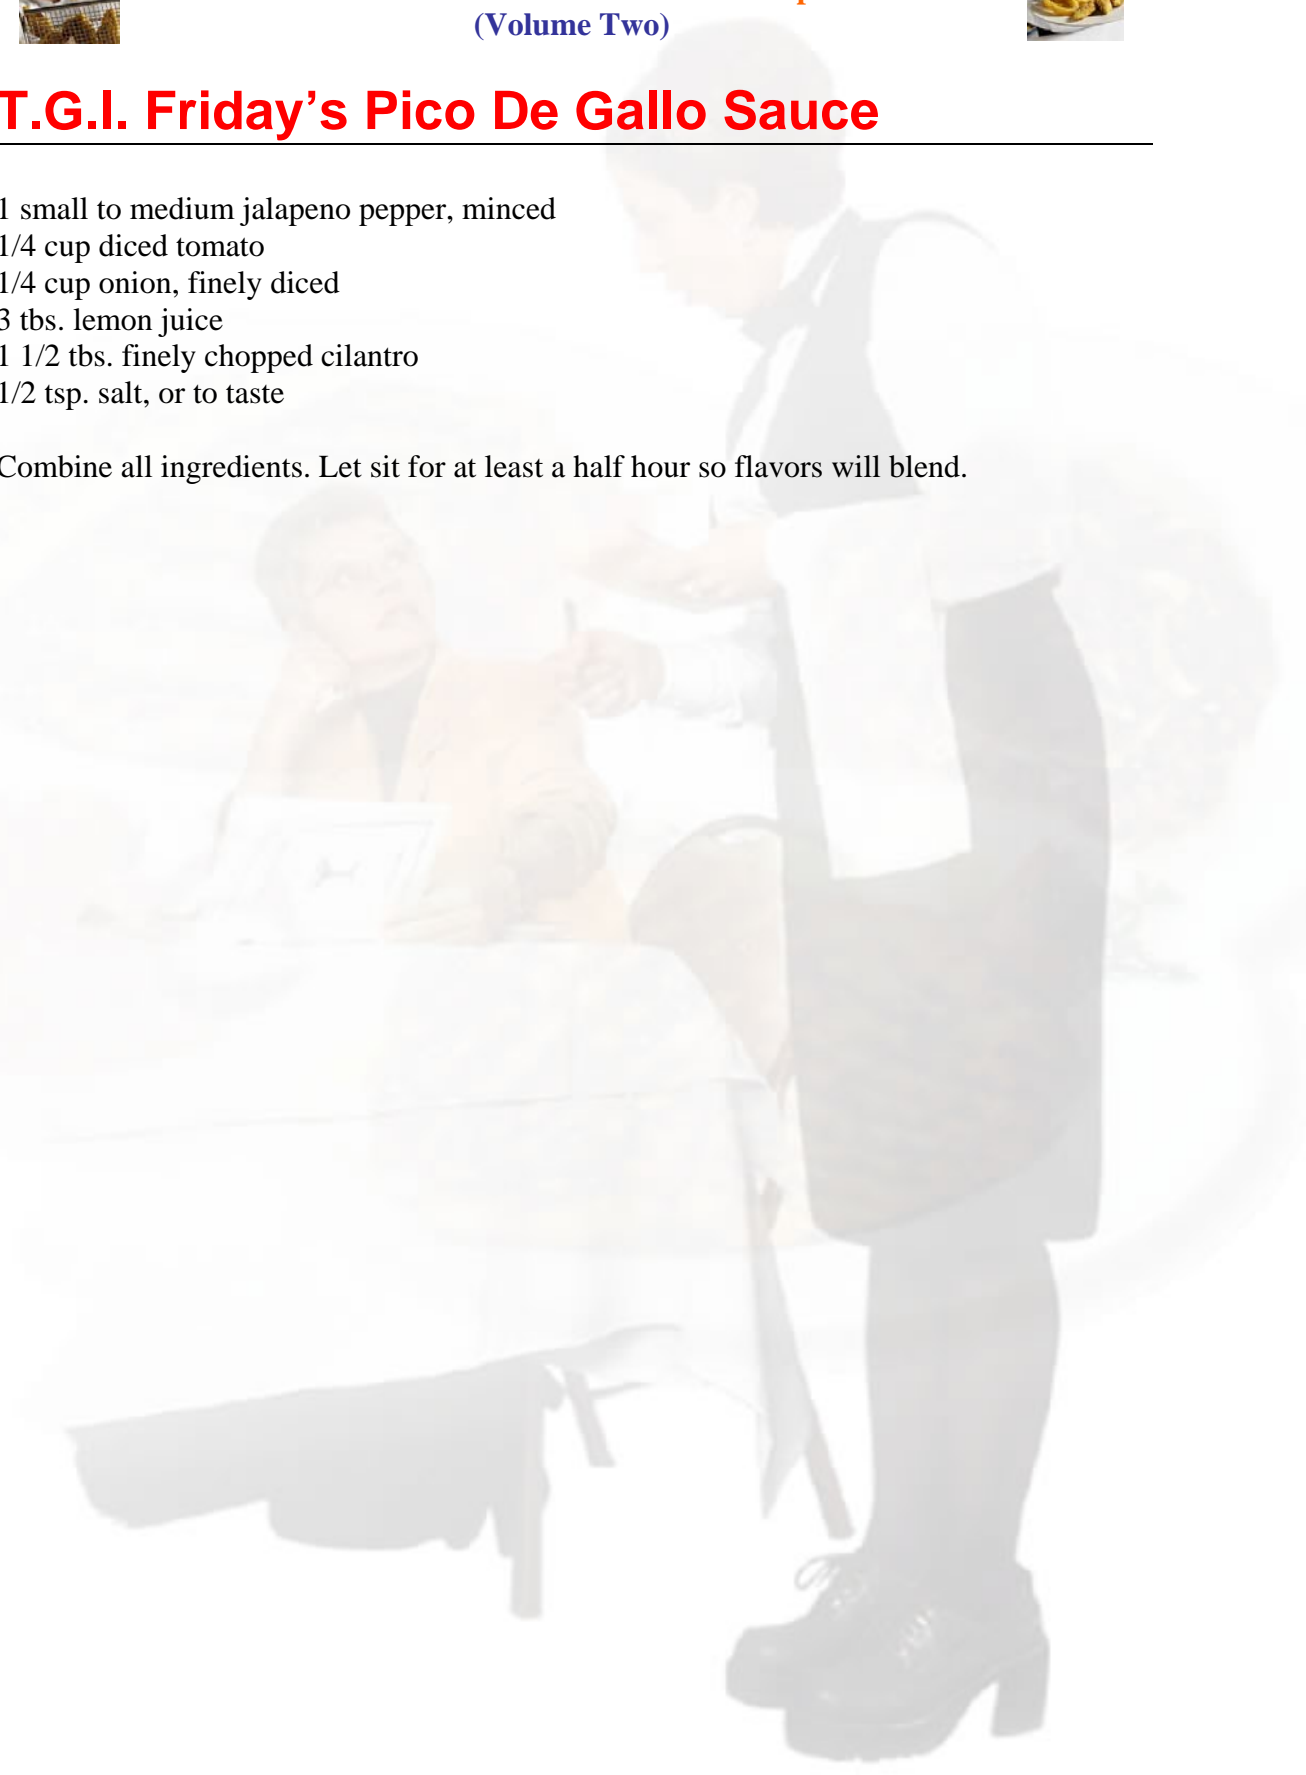 (Volume Two)
T.G.I. Friday’s Pico De Gallo Sauce
1 small to medium jalapeno pepper, minced
1/4 cup diced tomato
1/4 cup onion, finely diced
3 tbs. lemon juice
1 1/2 tbs. finely chopped cilantro
1/2 tsp. salt, or to taste
Combine all ingredients. Let sit for at least a half hour so flavors will blend.